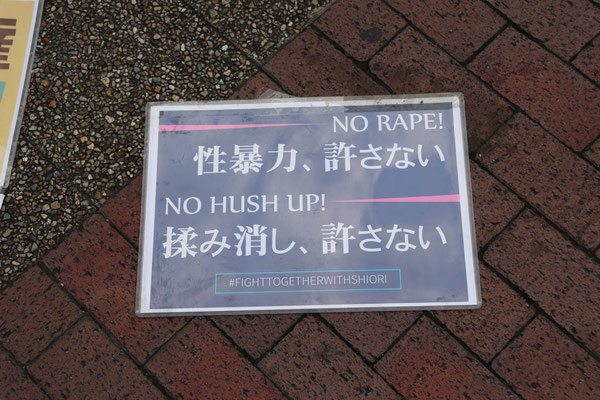 NO RAPE!
性暴力、許さない
NO HUSH UP!
揉み消し、許さない
#FIGHTTOGETHERWITHSHIORI